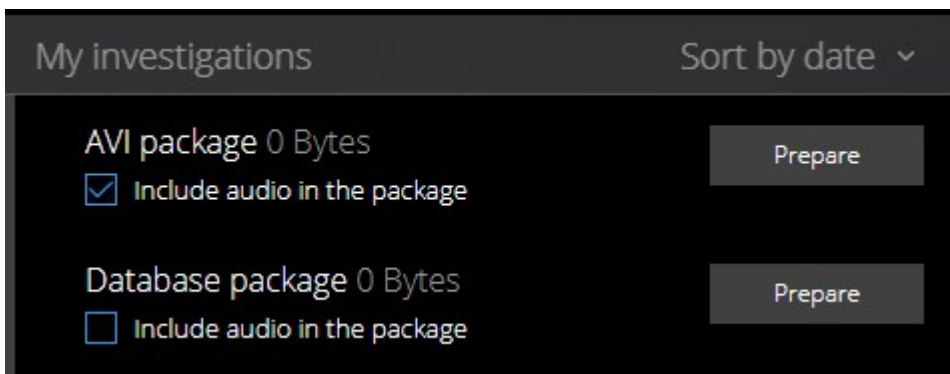 My investigations Sort by date
AVI package 0 Bytes Prepare
Include audio in the package
Database package 0 Bytes Prepare
Include audio in the package